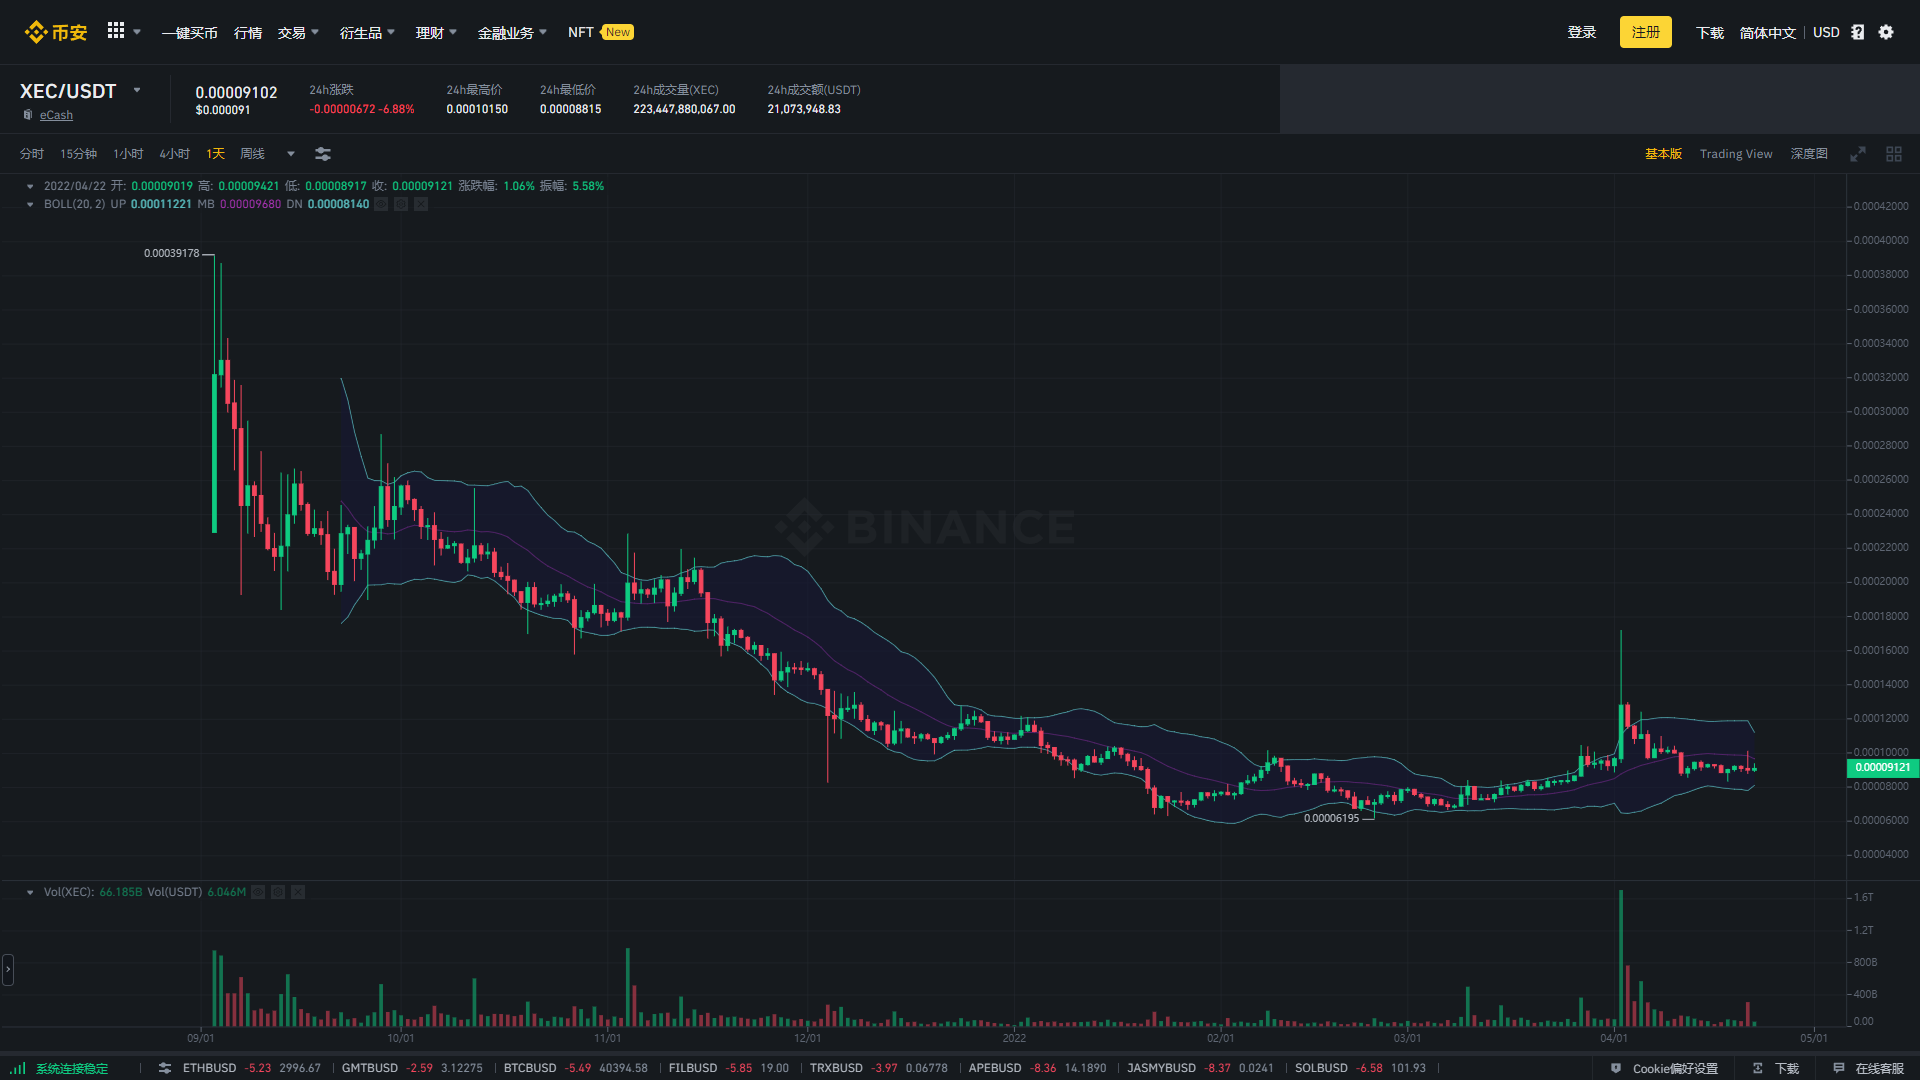 币安 一键买币 行情 交易 衍生品 理财 金融业务 NFT New 登录 注册 下载 简体中文 USD
XEC/USDT 0.00009102 24h涨跌 24h最高价 24h最低价 24h成交量(XEC) 24h成交额(USDT)
eCash $0.000091 -0.00000672 -6.88% 0.00010150 0.00008815 223,447,880,067.00 21,073,948.83
分时 15分钟 1小时 4小时 1天 周线 基本版 Trading View 深度图
2022/04/22 开: 0.00009019 高: 0.00009421 低: 0.00008917 收: 0.00009121 涨跌幅: 1.06% 振幅: 5.58%
BOLL(20, 2) UP 0.00011221 MB 0.00009680 DN 0.00008140
0.00042000
0.00040000
0.00039178
0.00038000
0.00036000
0.00034000
0.00032000
0.00030000
0.00028000
0.00026000
0.00024000
BINANCE
0.00022000
0.00020000
0.00018000
0.00016000
0.00014000
0.00012000
0.00010000
0.00009121
0.00008000
0.00006195
0.00006000
0.00004000
Vol(XEC): 66.185B Vol(USDT) 6.046M
1.6T
1.2T
800B
400B
0.00
09/01 10/01 11/01 12/01 2022 02/01 03/01 04/01 05/01
系统连接稳定 ETHBUSD -5.23 2996.67 GMTBUSD -2.59 3.12275 BTCBUSD -5.49 40394.58 FILBUSD -5.85 19.00 TRXBUSD -3.97 0.06778 APEBUSD -8.36 14.1890 JASMYBUSD -8.37 0.0241 SOLBUSD -6.58 101.93 Cookie偏好设置 下载 在线客服